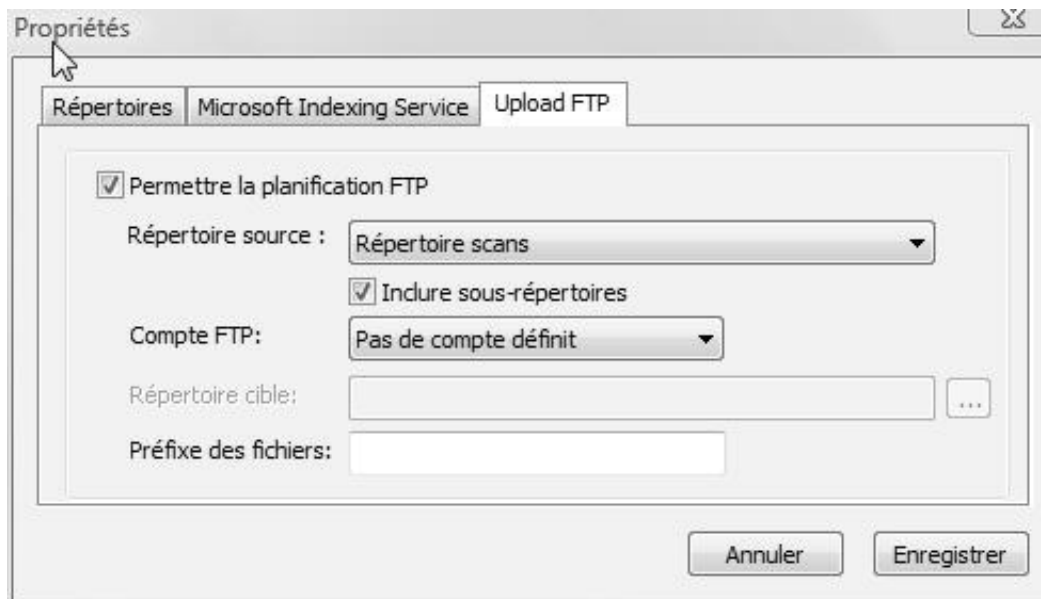 Propriétés
Répertoires Microsoft Indexing Service Upload FTP
Permettre la planification FTP
Répertoire source : Répertoire scans
Inclure sous-répertoires
Compte FTP: Pas de compte définit
Répertoire cible: ...
Préfixe des fichiers:
Annuler Enregistrer